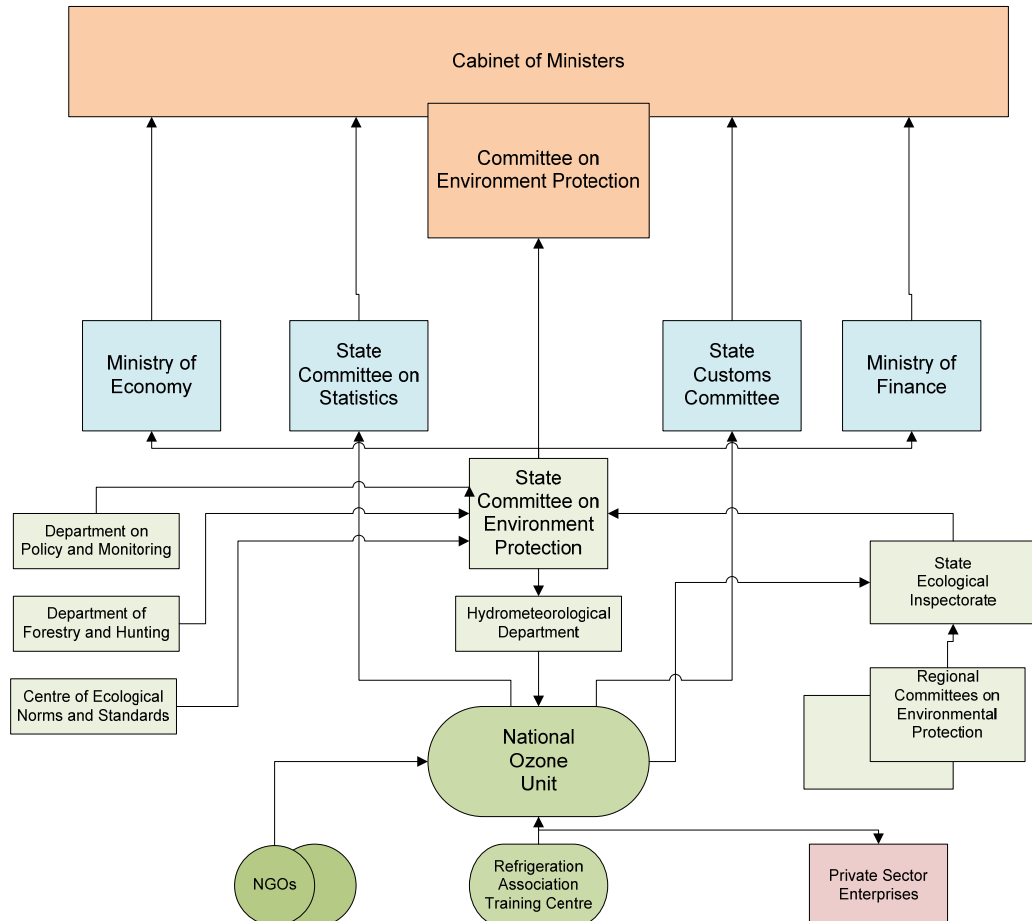 Cabinet of Ministers
Committee on
Environment Protection
Ministry of
Economy
State
Committee on
Statistics
State
Customs
Committee
Ministry of
Finance
State
Committee on
Environment
Protection
Department on
Policy and Monitoring
State
Ecological
Inspectorate
Department of
Forestry and Hunting
Hydrometeorological
Department
Centre of Ecological
Norms and Standards
Regional
Committees on
Environmental
Protection
National
Ozone
Unit
NGOs
Refrigeration
Association
Training Centre
Private Sector
Enterprises